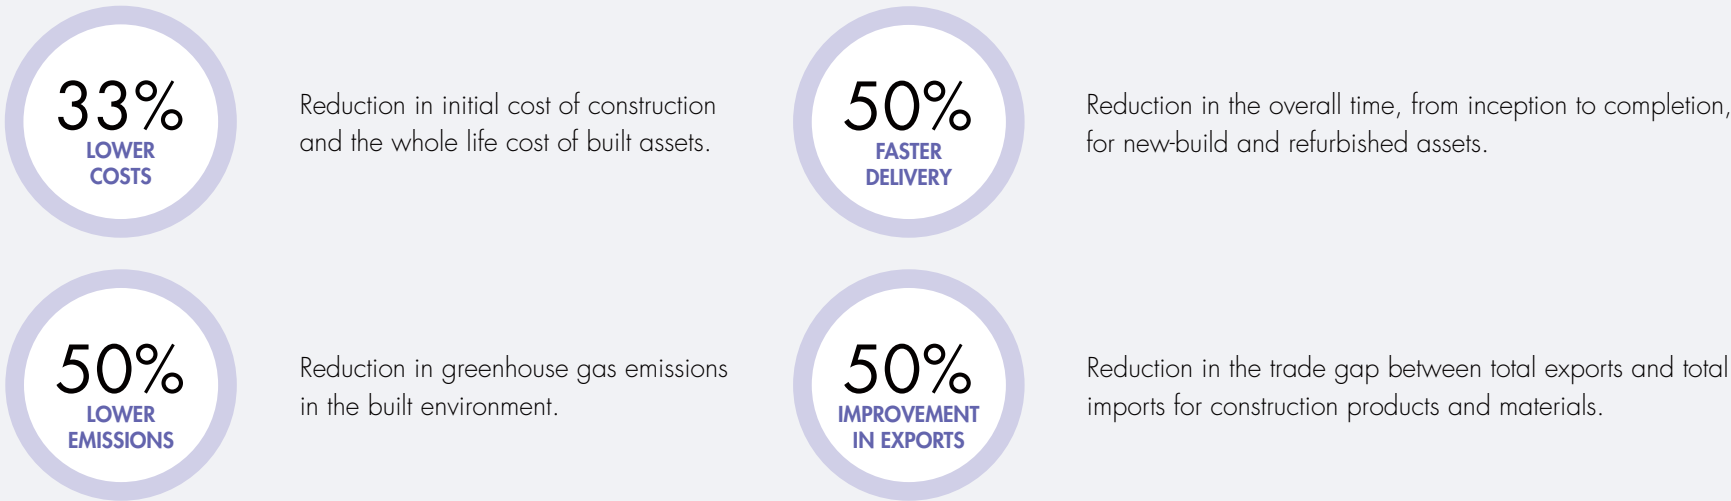 33%
LOWER
COSTS
Reduction in initial cost of construction
and the whole life cost of built assets.
50%
FASTER
DELIVERY
Reduction in the overall time, from inception to completion,
for new-build and refurbished assets.
50%
LOWER
EMISSIONS
Reduction in greenhouse gas emissions
in the built environment.
50%
IMPROVEMENT
IN EXPORTS
Reduction in the trade gap between total exports and total
imports for construction products and materials.